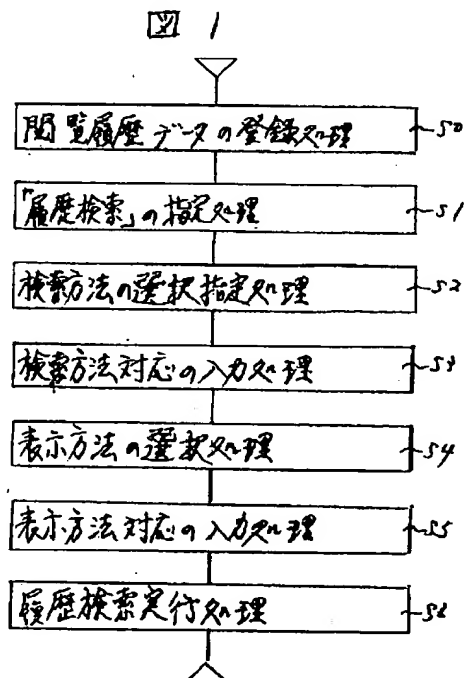 図 1
閲覧履歴データの登録処理 S0
「履歴検索」の指定処理 S1
検索方法の選択指定処理 S2
検索方法対応の入力処理 S3
表示方法の選択処理 S4
表示方法対応の入力処理 S5
履歴検索実行処理 S6